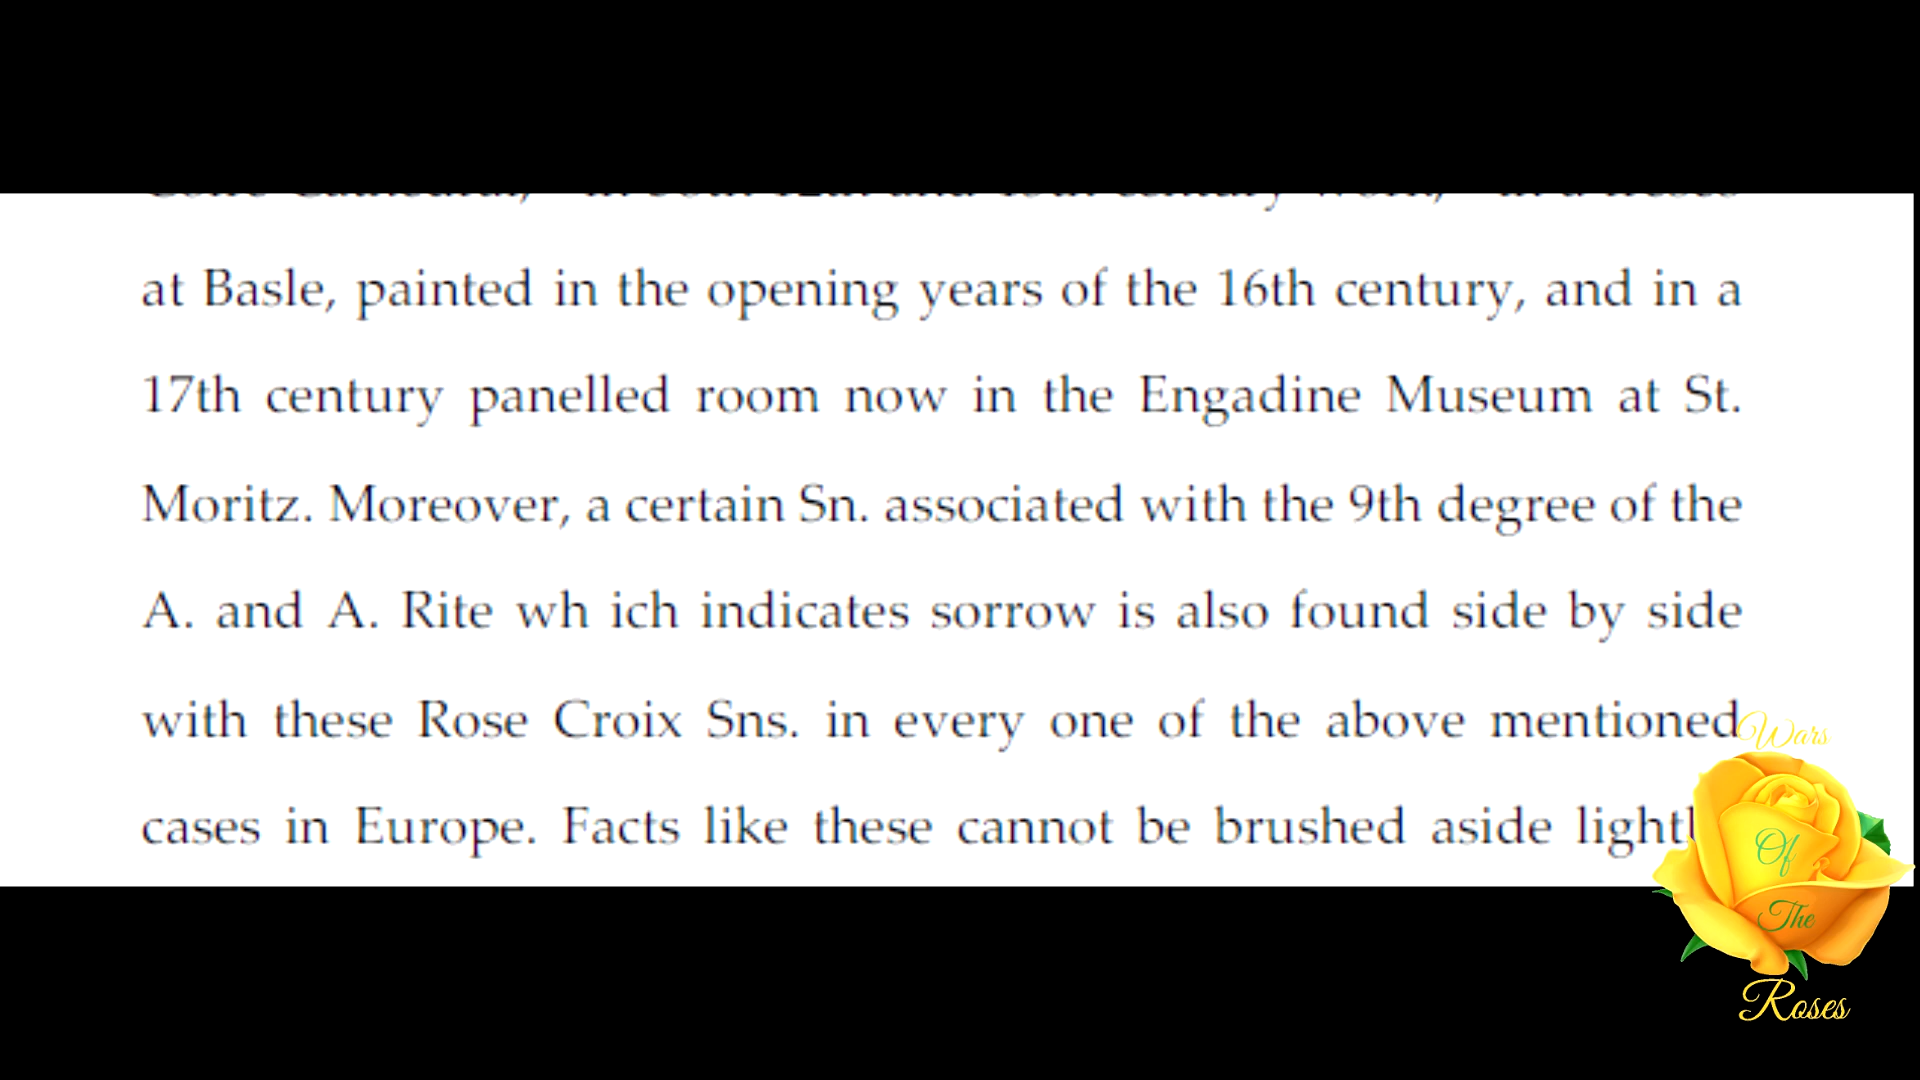 at Basle, painted in the opening years of the 16th century, and in a
17th century panelled room now in the Engadine Museum at St.
Moritz. Moreover, a certain Sn. associated with the 9th degree of the
A. and A. Rite wh ich indicates sorrow is also found side by side
with these Rose Croix Sns. in every one of the above mentioned
cases in Europe. Facts like these cannot be brushed aside
Wars
Of
The
Roses